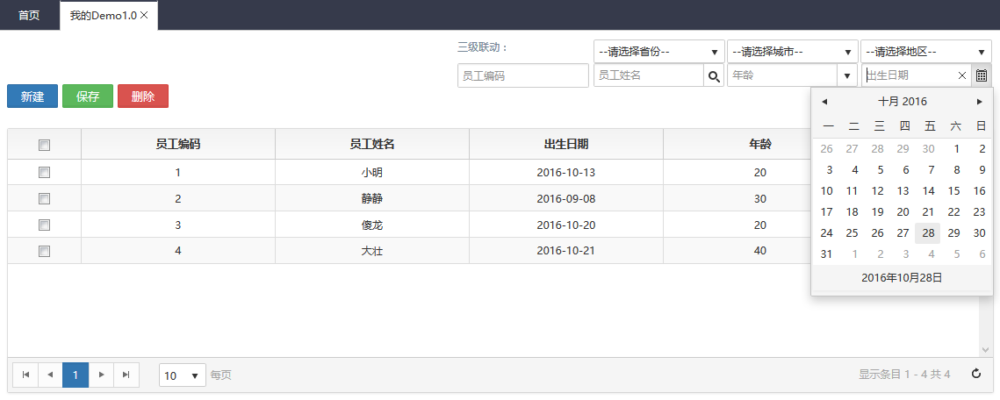 首页 我的Demo1.0
三级联动： --请选择省份-- --请选择城市-- --请选择地区--
员工编码 员工姓名 年龄 出生日期
新建 保存 删除
十月 2016
一 二 三 四 五 六 日
26 27 28 29 30 1 2
3 4 5 6 7 8 9
10 11 12 13 14 15 16
17 18 19 20 21 22 23
24 25 26 27 28 29 30
31 1 2 3 4 5 6
2016年10月28日
员工编码 员工姓名 出生日期 年龄
1 小明 2016-10-13 20
2 静静 2016-09-08 30
3 傻龙 2016-10-20 20
4 大壮 2016-10-21 40
1 10 每页 显示条目 1 - 4 共 4